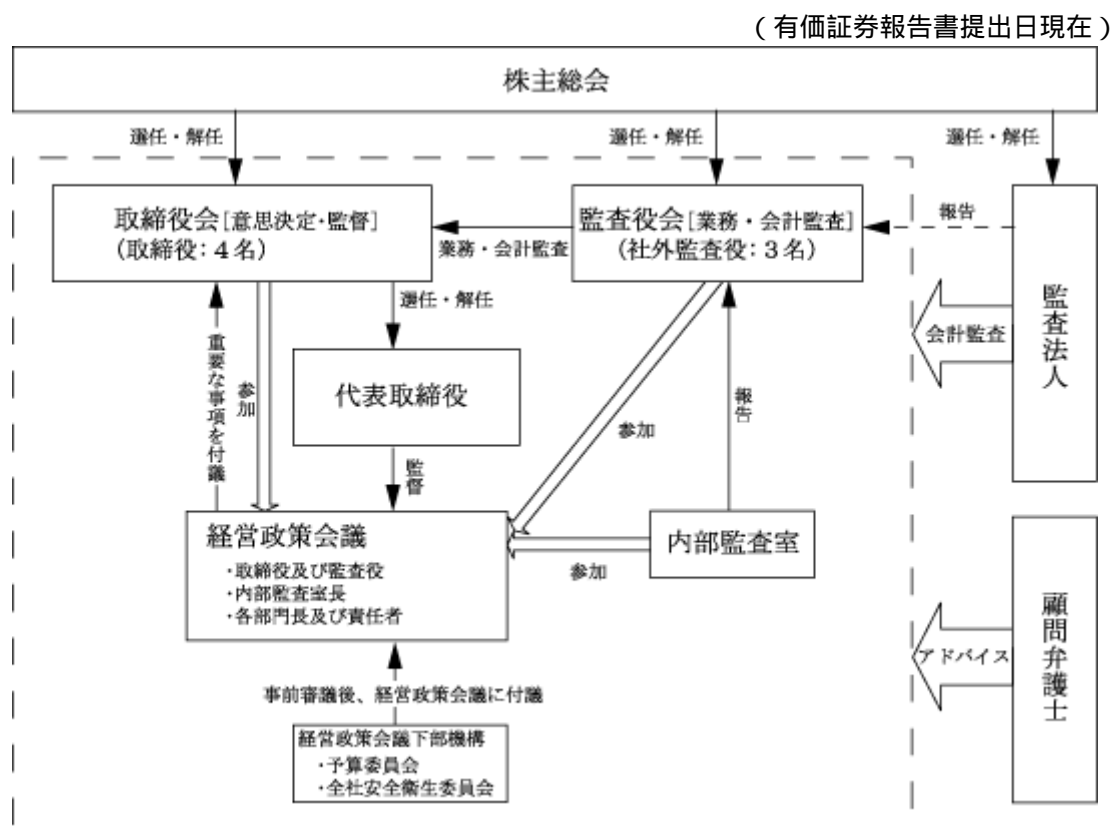 (有価証券報告書提出日現在)
株主総会
選任・解任
選任・解任
選任・解任
取締役会[意思決定・監督]
(取締役:4名)
業務・会計監査
監査役会[業務・会計監査]
(社外監査役:3名)
報告
監査法人
会計監査
選任・解任
重要な事項を付議
参加
代表取締役
監督
参加
報告
経営政策会議
・取締役及び監査役
・内部監査室長
・各部門長及び責任者
参加
内部監査室
顧問弁護士
アドバイス
事前審議後、経営政策会議に付議
経営政策会議下部機構
・予算委員会
・全社安全衛生委員会